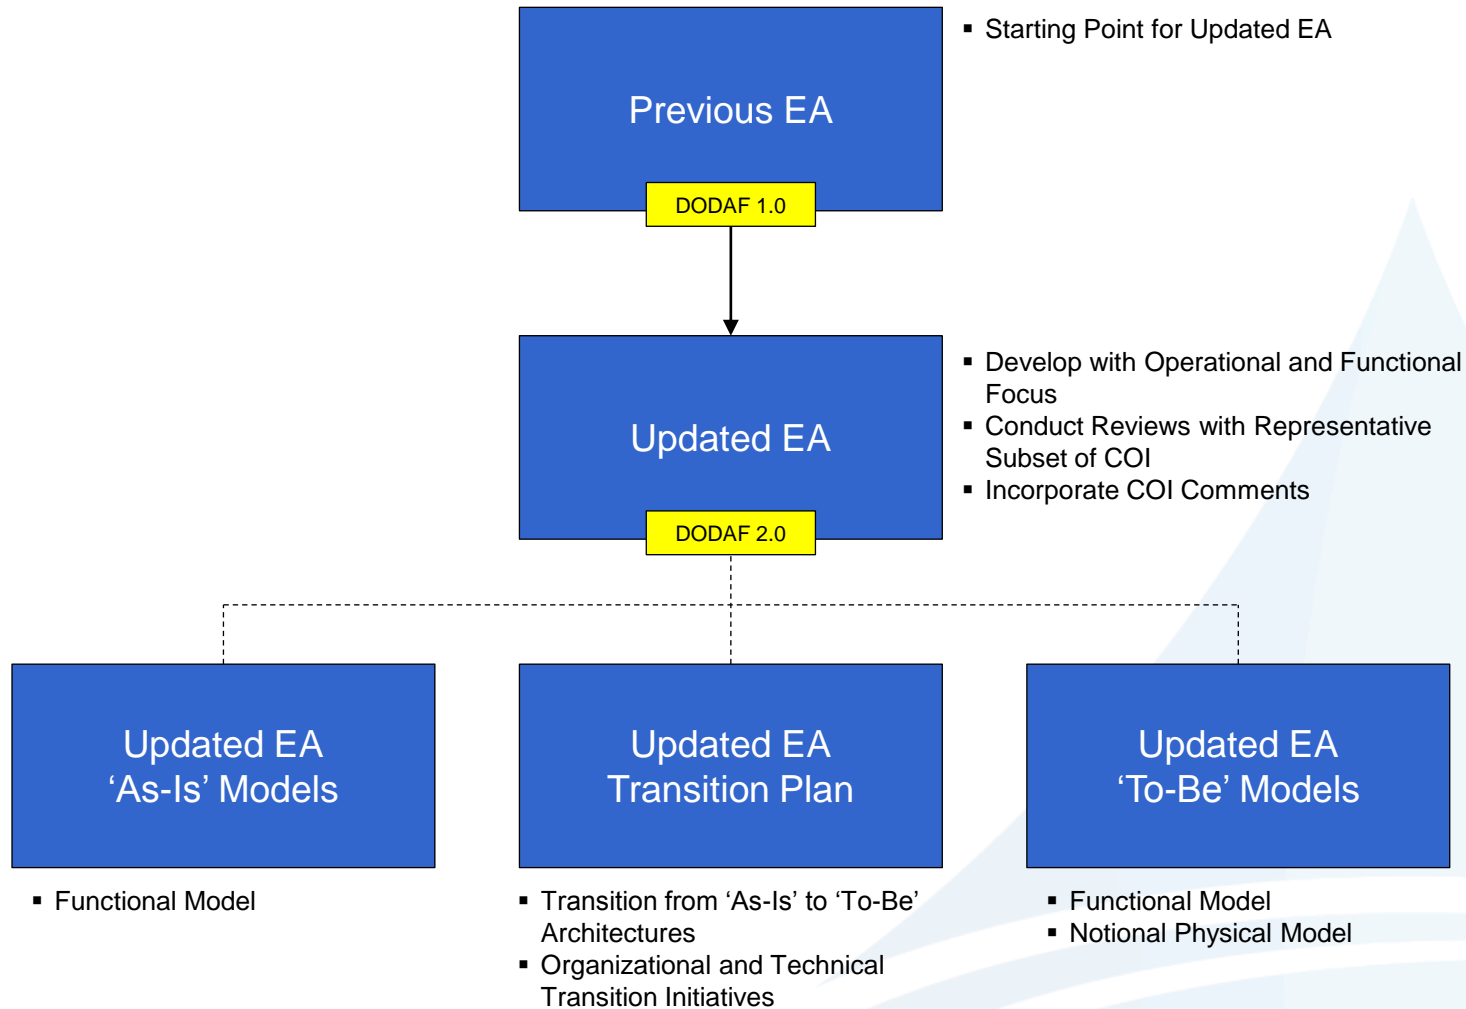 ▪ Starting Point for Updated EA
Previous EA
DODAF 1.0
Updated EA
DODAF 2.0
▪ Develop with Operational and Functional
Focus
▪ Conduct Reviews with Representative
Subset of COI
▪ Incorporate COI Comments
Updated EA
‘As-Is’ Models
▪ Functional Model
Updated EA
Transition Plan
▪ Transition from ‘As-Is’ to ‘To-Be’
Architectures
▪ Organizational and Technical
Transition Initiatives
Updated EA
‘To-Be’ Models
▪ Functional Model
▪ Notional Physical Model